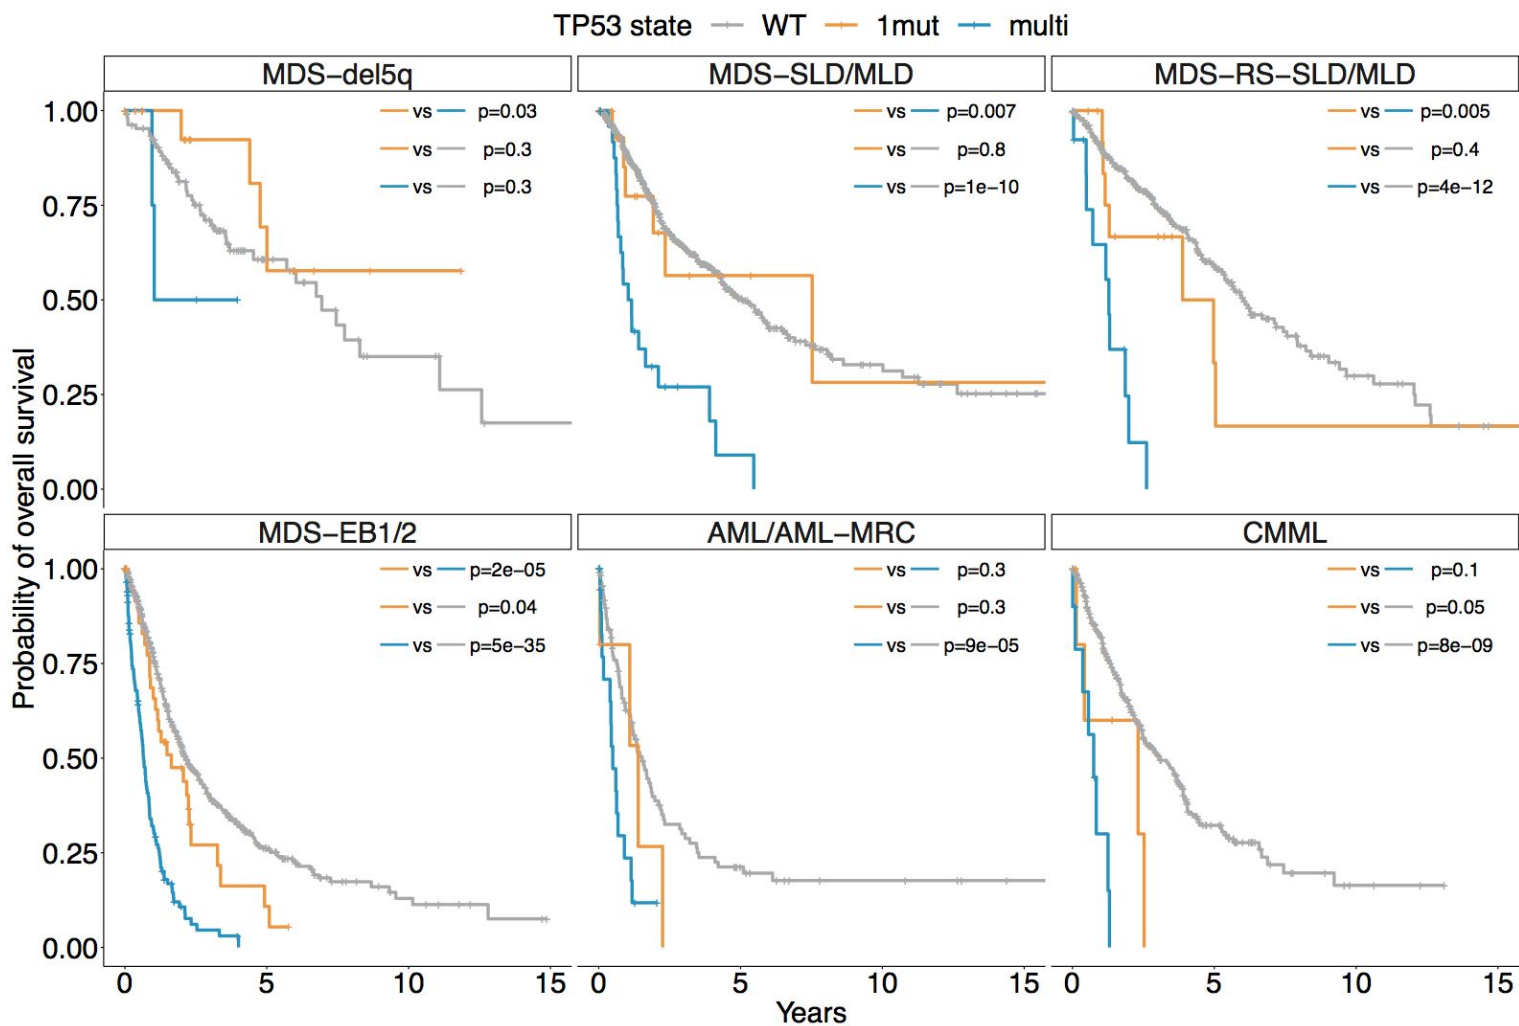 TP53 state WT 1mut multi
MDS−del5q
MDS−SLD/MLD
MDS−RS−SLD/MLD
Probability of overall survival
1.00
0.75
0.50
0.25
0.00
vs p=0.03
vs p=0.3
vs p=0.3
vs p=0.007
vs p=0.8
vs p=1e−10
vs p=0.005
vs p=0.4
vs p=4e−12
MDS−EB1/2
AML/AML−MRC
CMML
1.00
0.75
0.50
0.25
0.00
vs p=2e−05
vs p=0.04
vs p=5e−35
vs p=0.3
vs p=0.3
vs p=9e−05
vs p=0.1
vs p=0.05
vs p=8e−09
0 5 10 15 0 5 10 15 0 5 10 15
Years